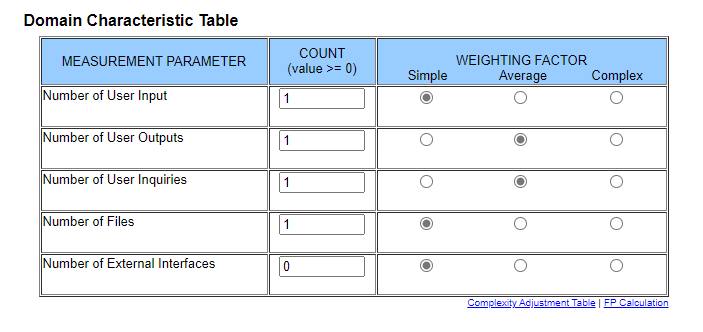 Domain Characteristic Table
MEASUREMENT PARAMETER
COUNT
(value >= 0)
WEIGHTING FACTOR
Simple Average Complex
Number of User Input 1
Number of User Outputs 1
Number of User Inquiries 1
Number of Files 1
Number of External Interfaces 0
Complexity Adjustment Table | FP Calculation